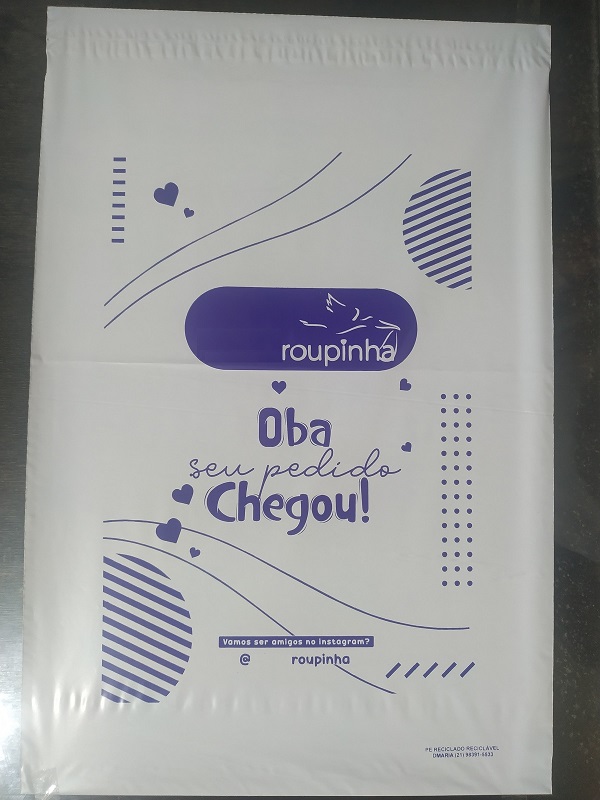 roupinha
Oba
seu pedido
Chegou!
Vamos ser amigos no instagram?
@ roupinha
PE RECICLADO RECICLÁVEL